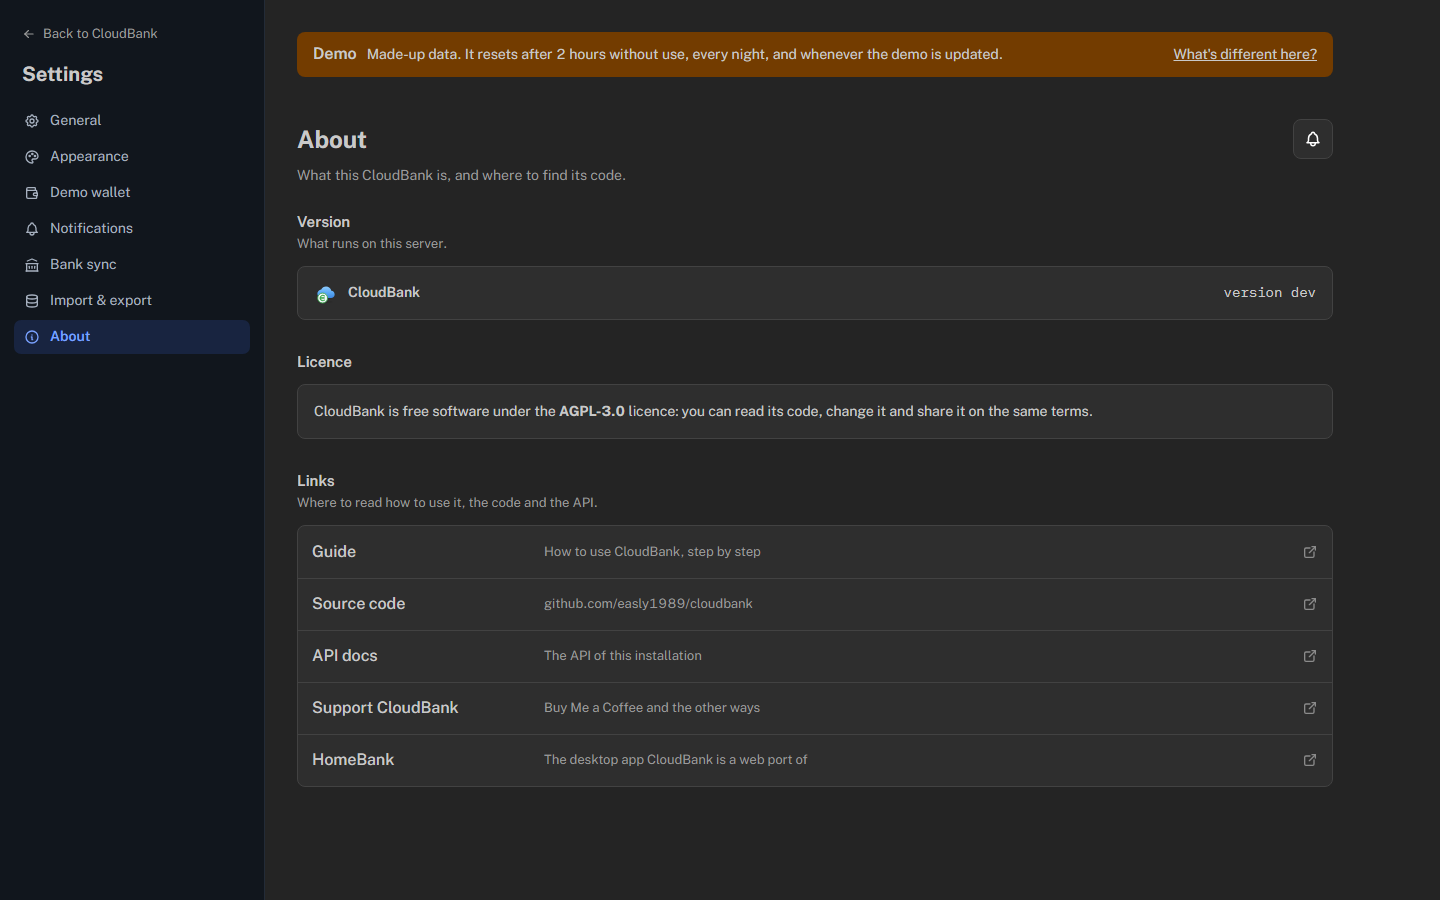 Back to CloudBank
Settings
General
Appearance
Demo wallet
Notifications
Bank sync
Import & export
About
Demo Made-up data. It resets after 2 hours without use, every night, and whenever the demo is updated. What's different here?
About
What this CloudBank is, and where to find its code.
Version
What runs on this server.
CloudBank version dev
Licence
CloudBank is free software under the AGPL-3.0 licence: you can read its code, change it and share it on the same terms.
Links
Where to read how to use it, the code and the API.
Guide How to use CloudBank, step by step
Source code github.com/easly1989/cloudbank
API docs The API of this installation
Support CloudBank Buy Me a Coffee and the other ways
HomeBank The desktop app CloudBank is a web port of